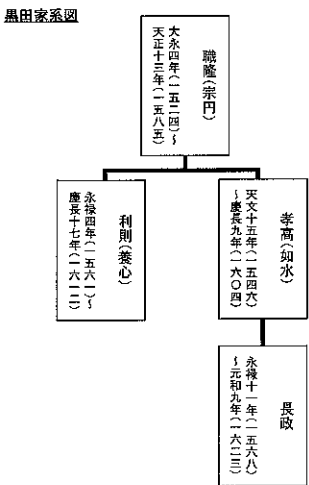 黒田家系図
職隆(宗円)
大永四年(一五二四)～
天正十三年(一五八五)
孝高(如水)
天文十五年(一五四六)
～慶長九年(一六〇四)
利則(養心)
永禄四年(一五六一)～
慶長十七年(一六一二)
長政
永禄十一年(一五六八)
～元和九年(一六二三)